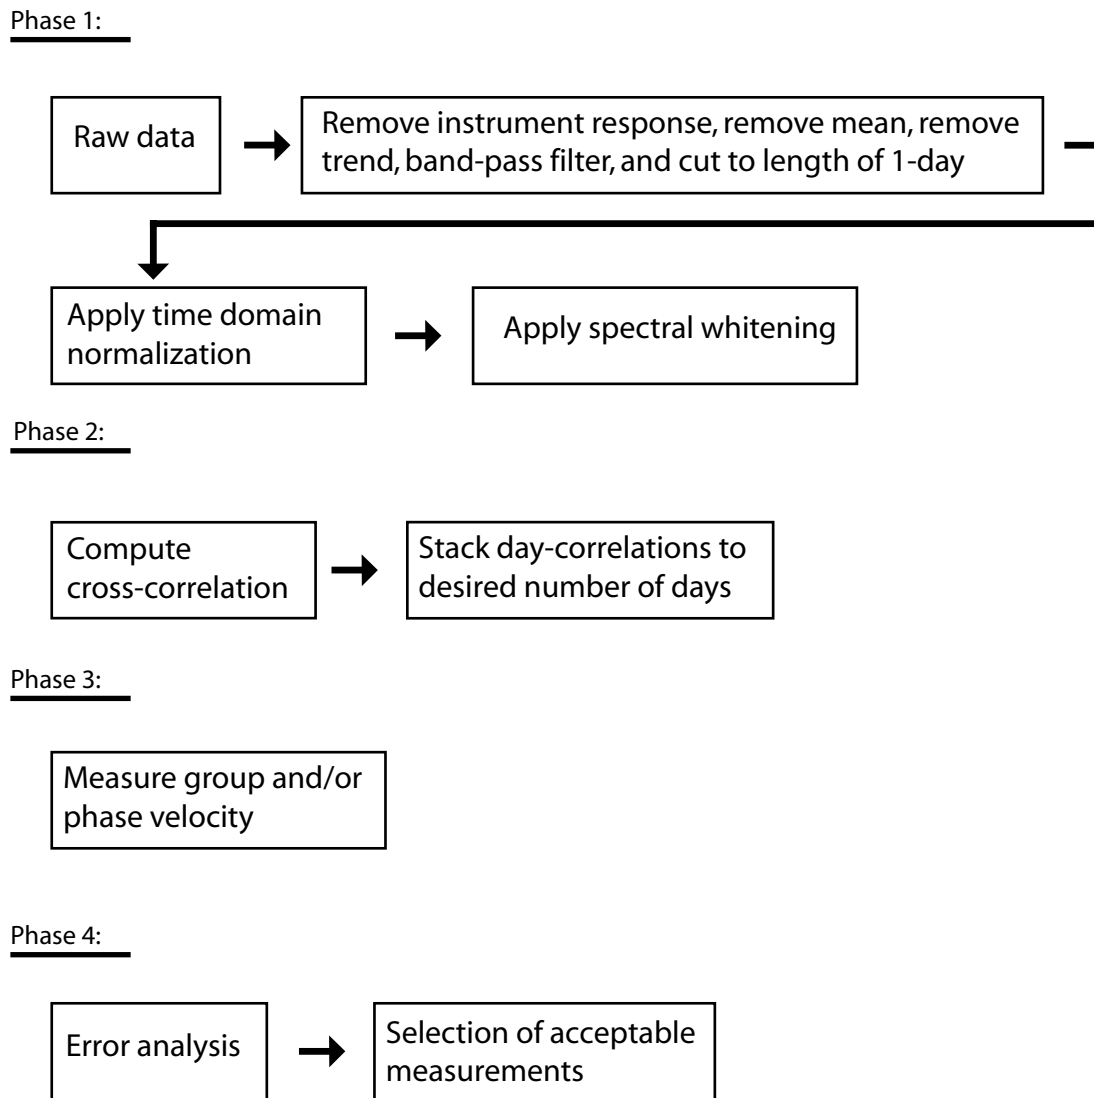 Phase 1:
Raw data
Remove instrument response, remove mean, remove
trend, band-pass filter, and cut to length of 1-day
Apply time domain
normalization
Apply spectral whitening
Phase 2:
Compute
cross-correlation
Stack day-correlations to
desired number of days
Phase 3:
Measure group and/or
phase velocity
Phase 4:
Error analysis
Selection of acceptable
measurements